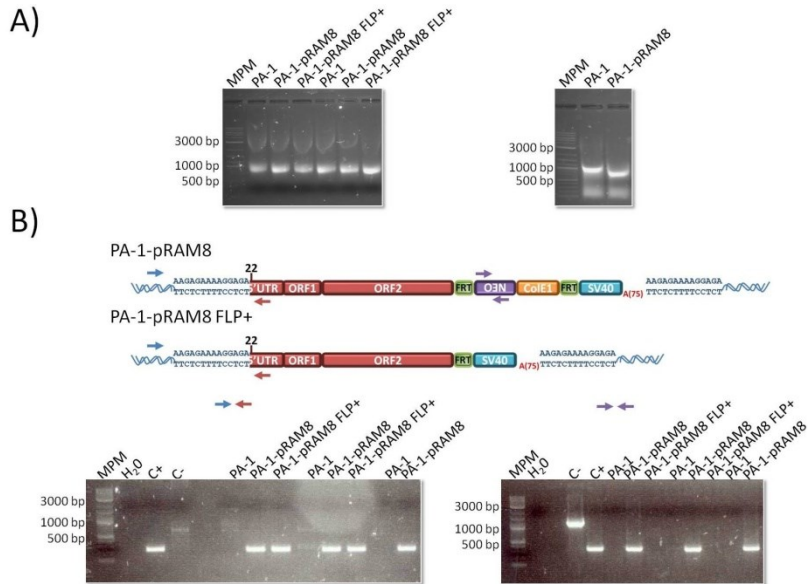 A)
MPM PA-1 PA-1-pRAM8 PA-1-pRAM8 FLP+ PA-1 PA-1-pRAM8 PA-1-pRAM8 FLP+
3000 bp
1000 bp
500 bp
MPM PA-1 PA-1-pRAM8
3000 bp
1000 bp
500 bp
B)
PA-1-pRAM8
22
AAGAGAAAAGGAGA
TTCTCTTTTCCTCT
5'UTR ORF1 ORF2 FRT O3N ColE1 FRT SV40 A(75)
AAGAGAAAAGGAGA
TTCTCTTTTCCTCT
PA-1-pRAM8 FLP+
22
AAGAGAAAAGGAGA
TTCTCTTTTCCTCT
5'UTR ORF1 ORF2 FRT SV40 A(75)
AAGAGAAAAGGAGA
TTCTCTTTTCCTCT
MPM H20 C+ C- PA-1 PA-1-pRAM8 PA-1-pRAM8 FLP+ PA-1 PA-1-pRAM8 PA-1-pRAM8 FLP+ PA-1 PA-1-pRAM8
3000 bp
1000 bp
500 bp
MPM H20 C- C+ PA-1 PA-1-pRAM8 PA-1-pRAM8 FLP+ PA-1 PA-1-pRAM8 PA-1-pRAM8 FLP+ PA-1 PA-1-pRAM8
3000 bp
1000 bp
500 bp